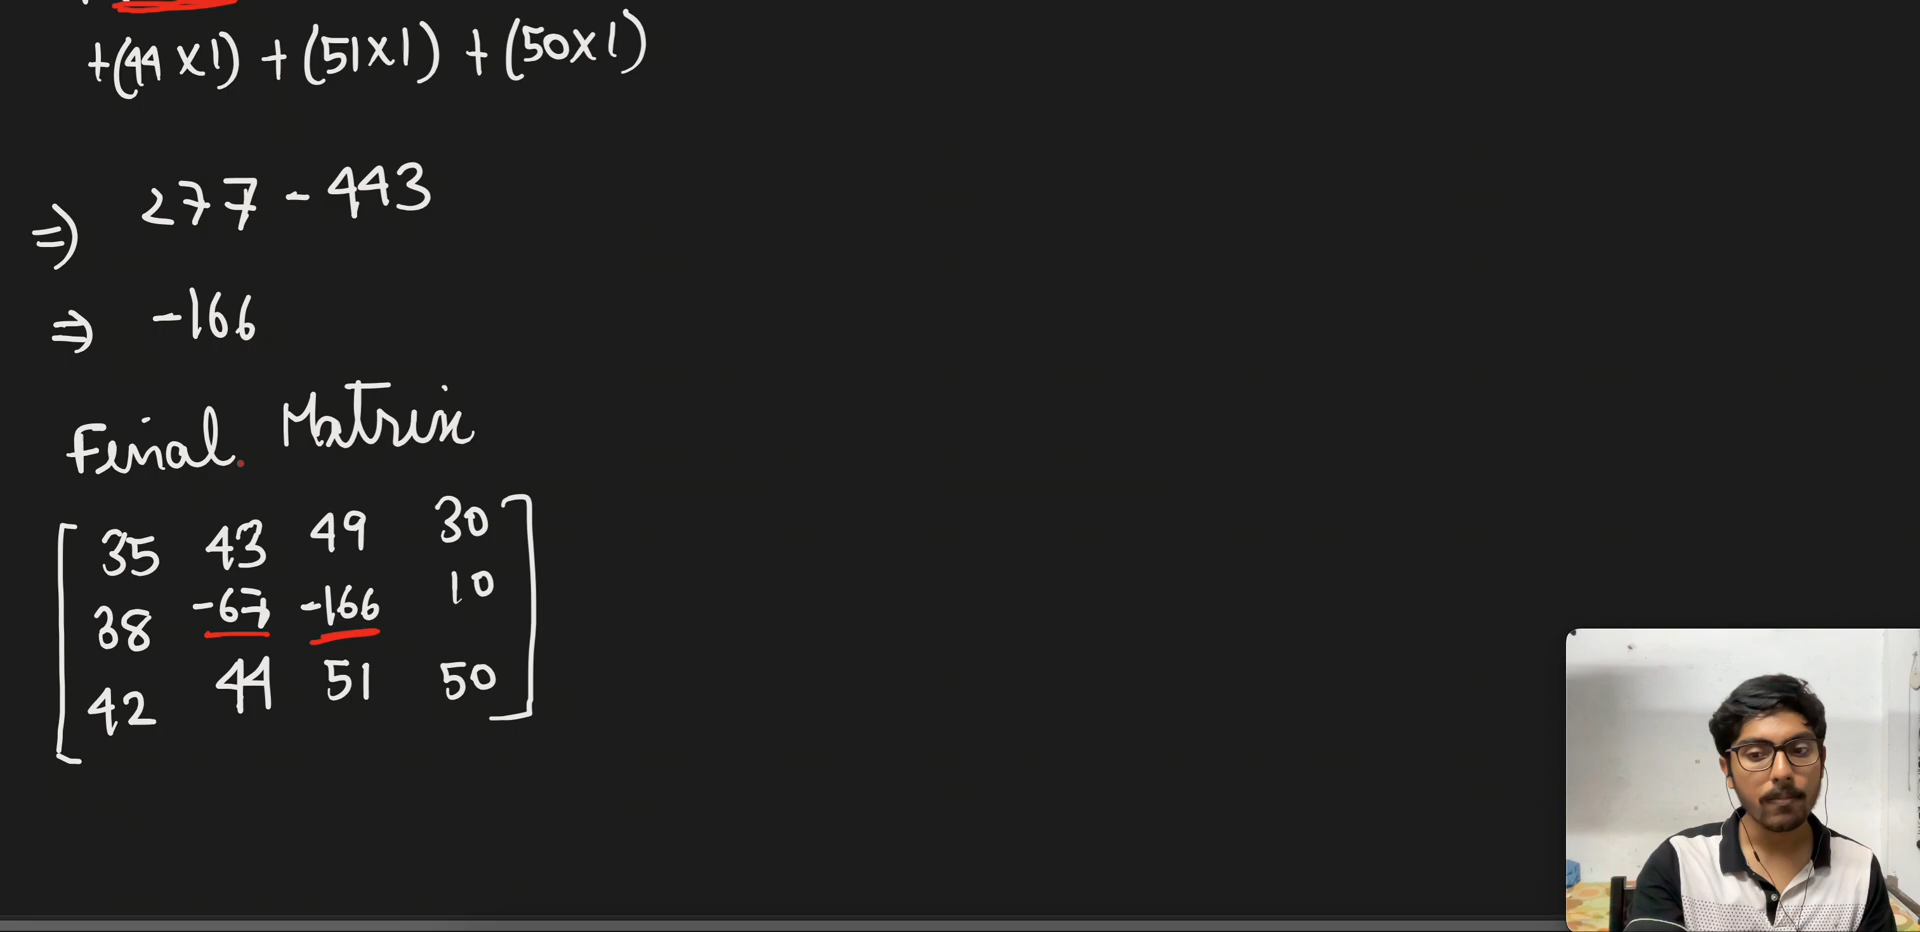 +(44×1) + (51×1) + (50×1)
⇒ 277 - 443
⇒ -166
Final. Matrix
35 43 49 30
38 -67 -166 10
42 44 51 50